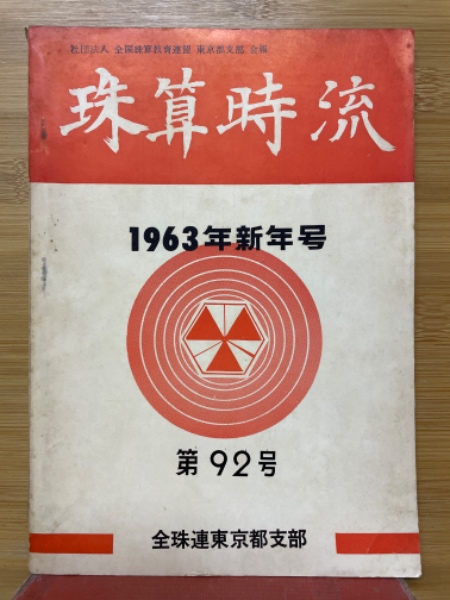 社団法人 全国珠算教育連盟 東京都支部 会報
珠算時流
1963年新年号
第92号
全珠連東京都支部